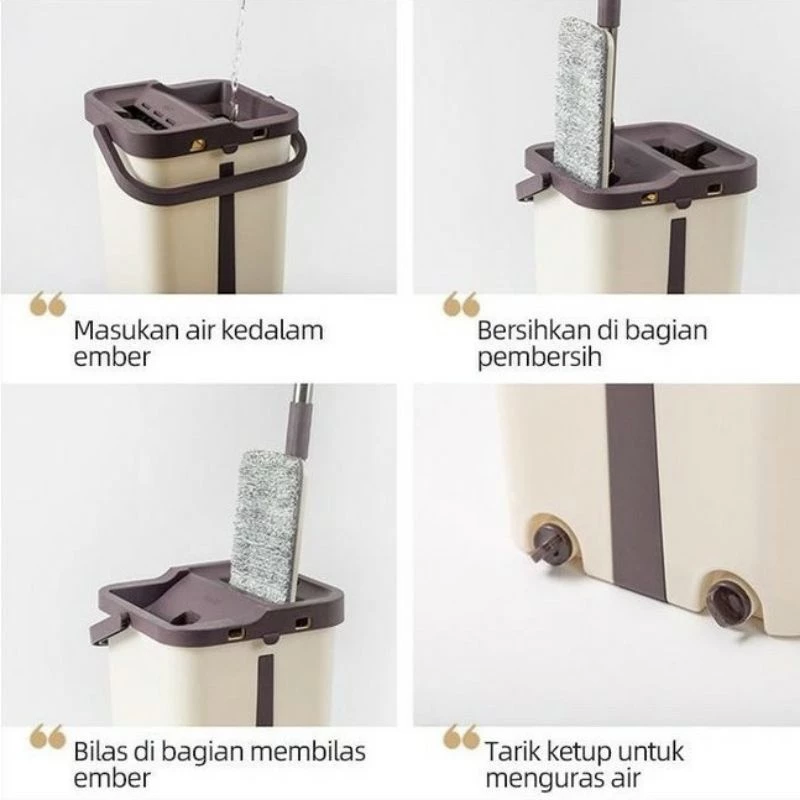 Masukan air kedalam
ember
Bersihkan di bagian
pembersih
Bilas di bagian membilas
ember
Tarik ketup untuk
menguras air